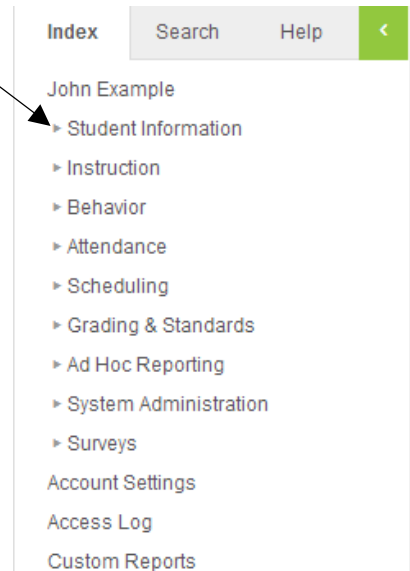 Index Search Help
John Example
Student Information
Instruction
Behavior
Attendance
Scheduling
Grading & Standards
Ad Hoc Reporting
System Administration
Surveys
Account Settings
Access Log
Custom Reports